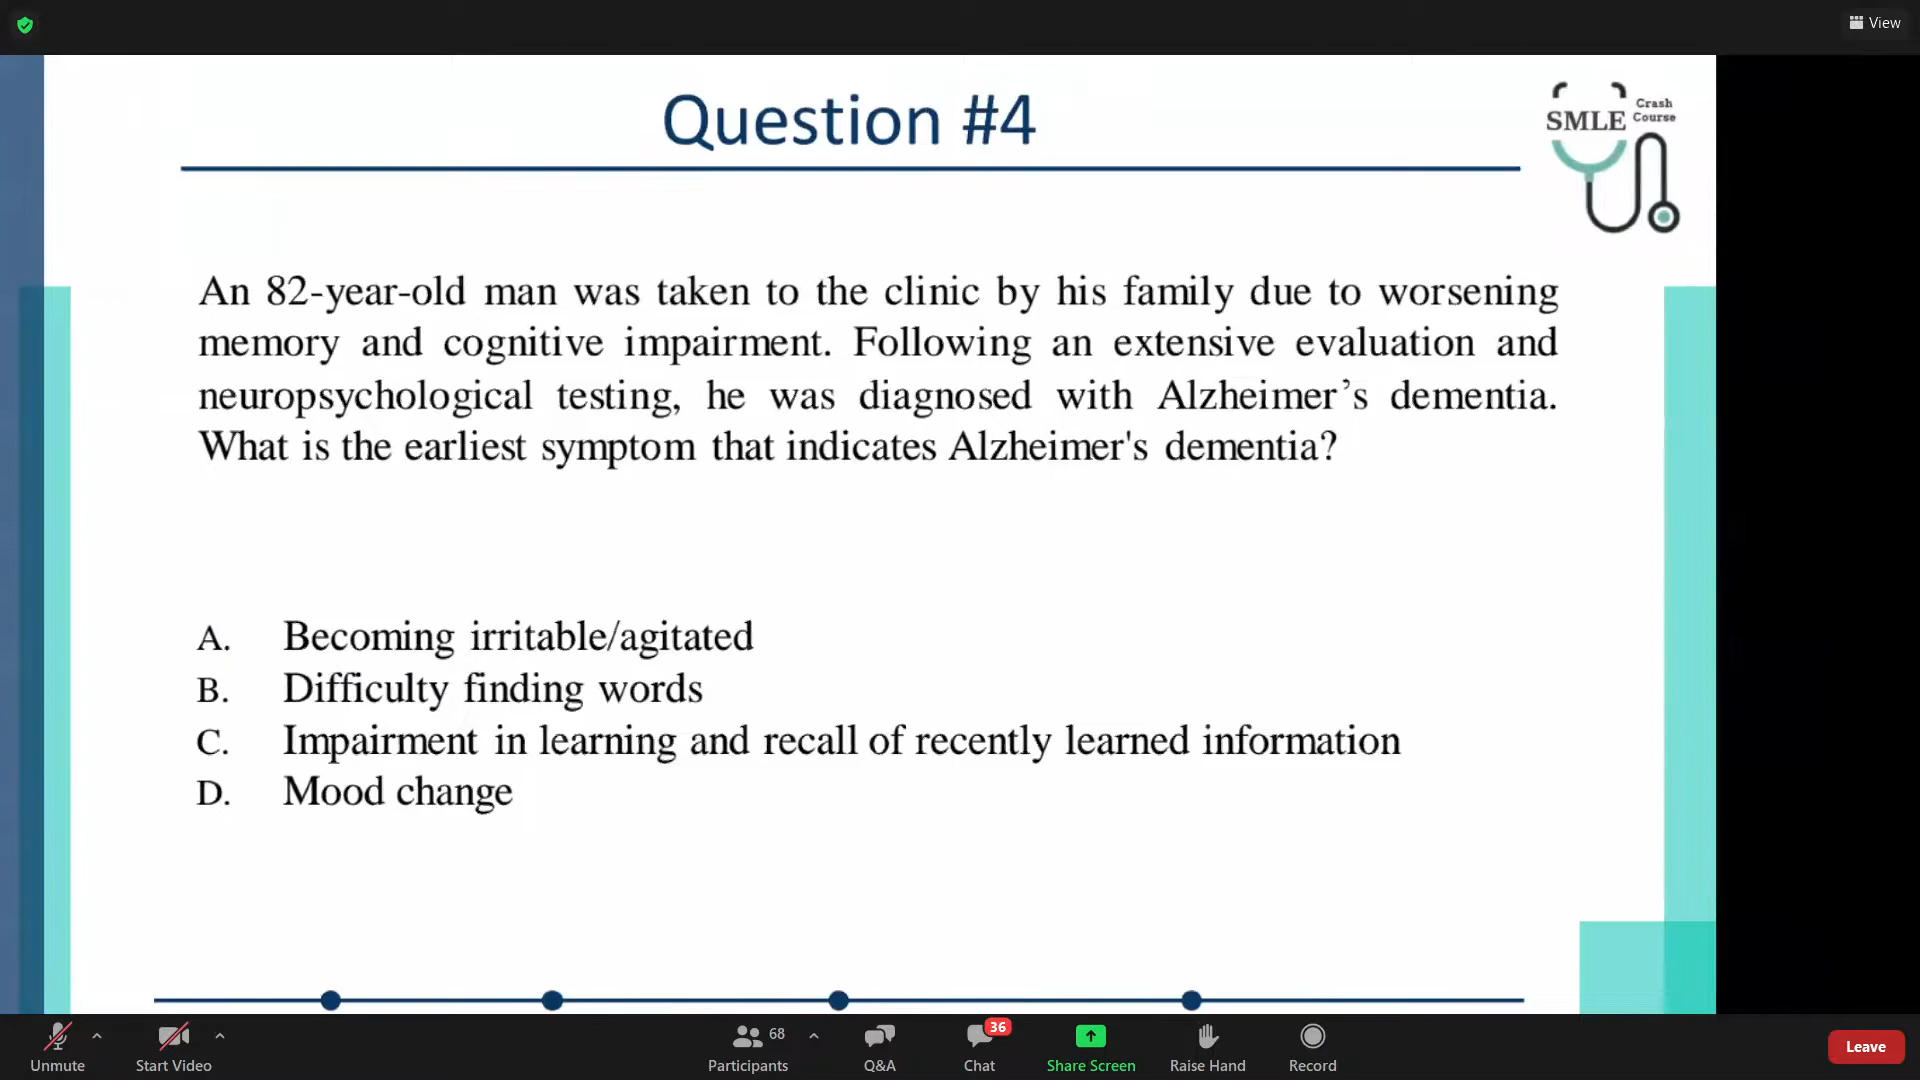 View
Question #4
Crash
SMLE Course
An 82-year-old man was taken to the clinic by his family due to worsening
memory and cognitive impairment. Following an extensive evaluation and
neuropsychological testing, he was diagnosed with Alzheimer’s dementia.
What is the earliest symptom that indicates Alzheimer's dementia?
A. Becoming irritable/agitated
B. Difficulty finding words
C. Impairment in learning and recall of recently learned information
D. Mood change
68
36
Unmute
Start Video
Participants
Q&A
Chat
Share Screen
Raise Hand
Record
Leave